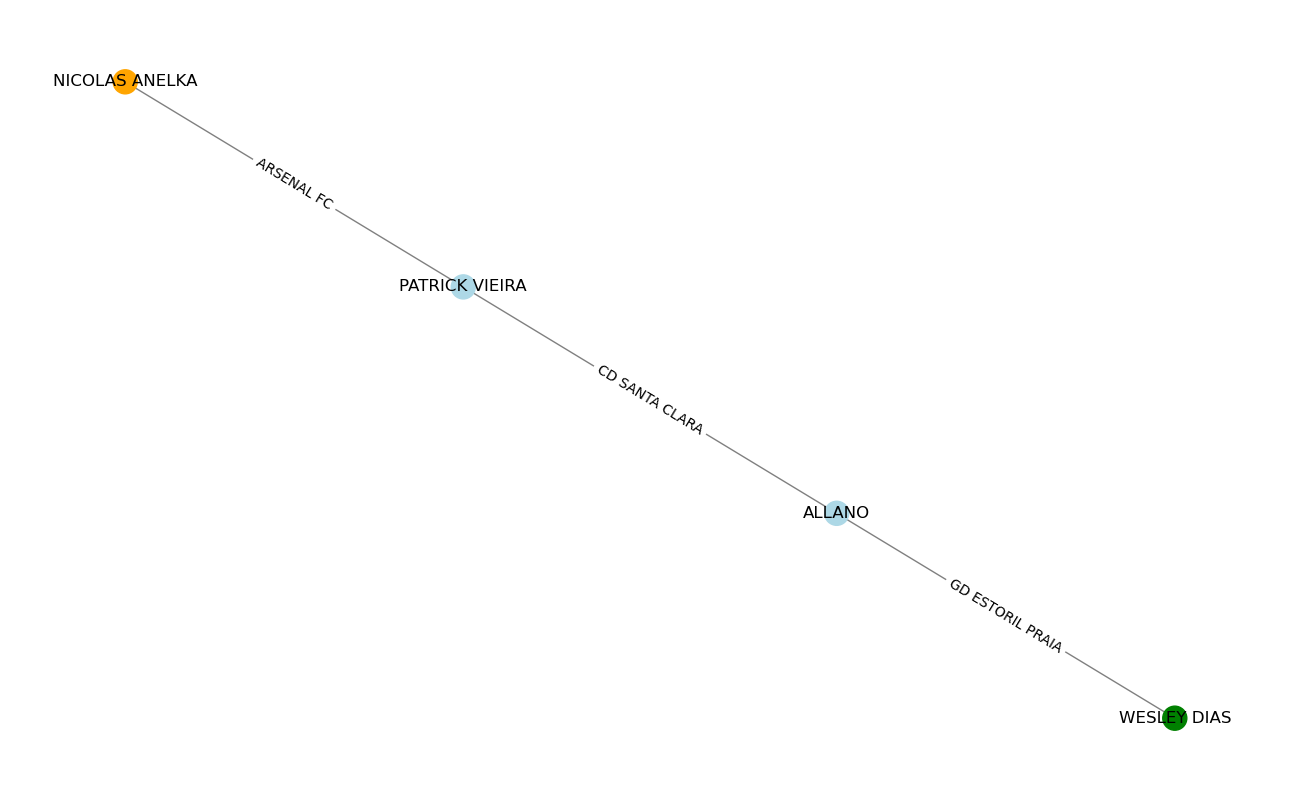 NICOLAS ANELKA
ARSENAL FC
PATRICK VIEIRA
CD SANTA CLARA
ALLANO
GD ESTORIL PRAIA
WESLEY DIAS